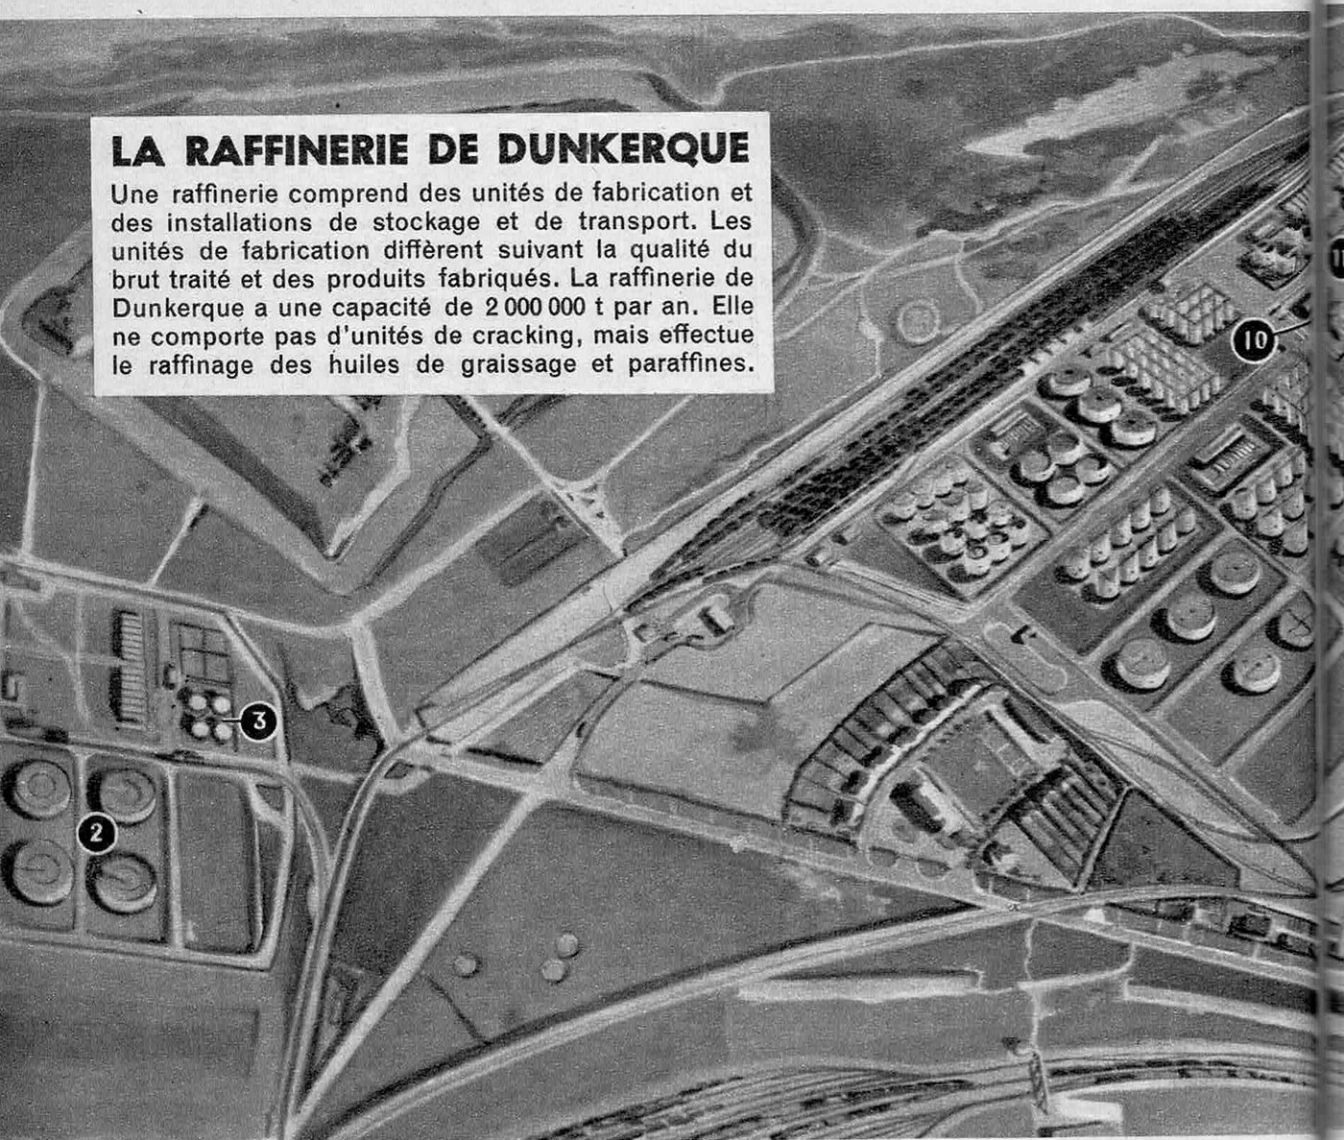 LA RAFFINERIE DE DUNKERQUE
Une raffinerie comprend des unités de fabrication et
des installations de stockage et de transport. Les
unités de fabrication diffèrent suivant la qualité du
brut traité et des produits fabriqués. La raffinerie de
Dunkerque a une capacité de 2 000 000 t par an. Elle
ne comporte pas d'unités de cracking, mais effectue
le raffinage des huiles de graissage et paraffines.
10
3
2